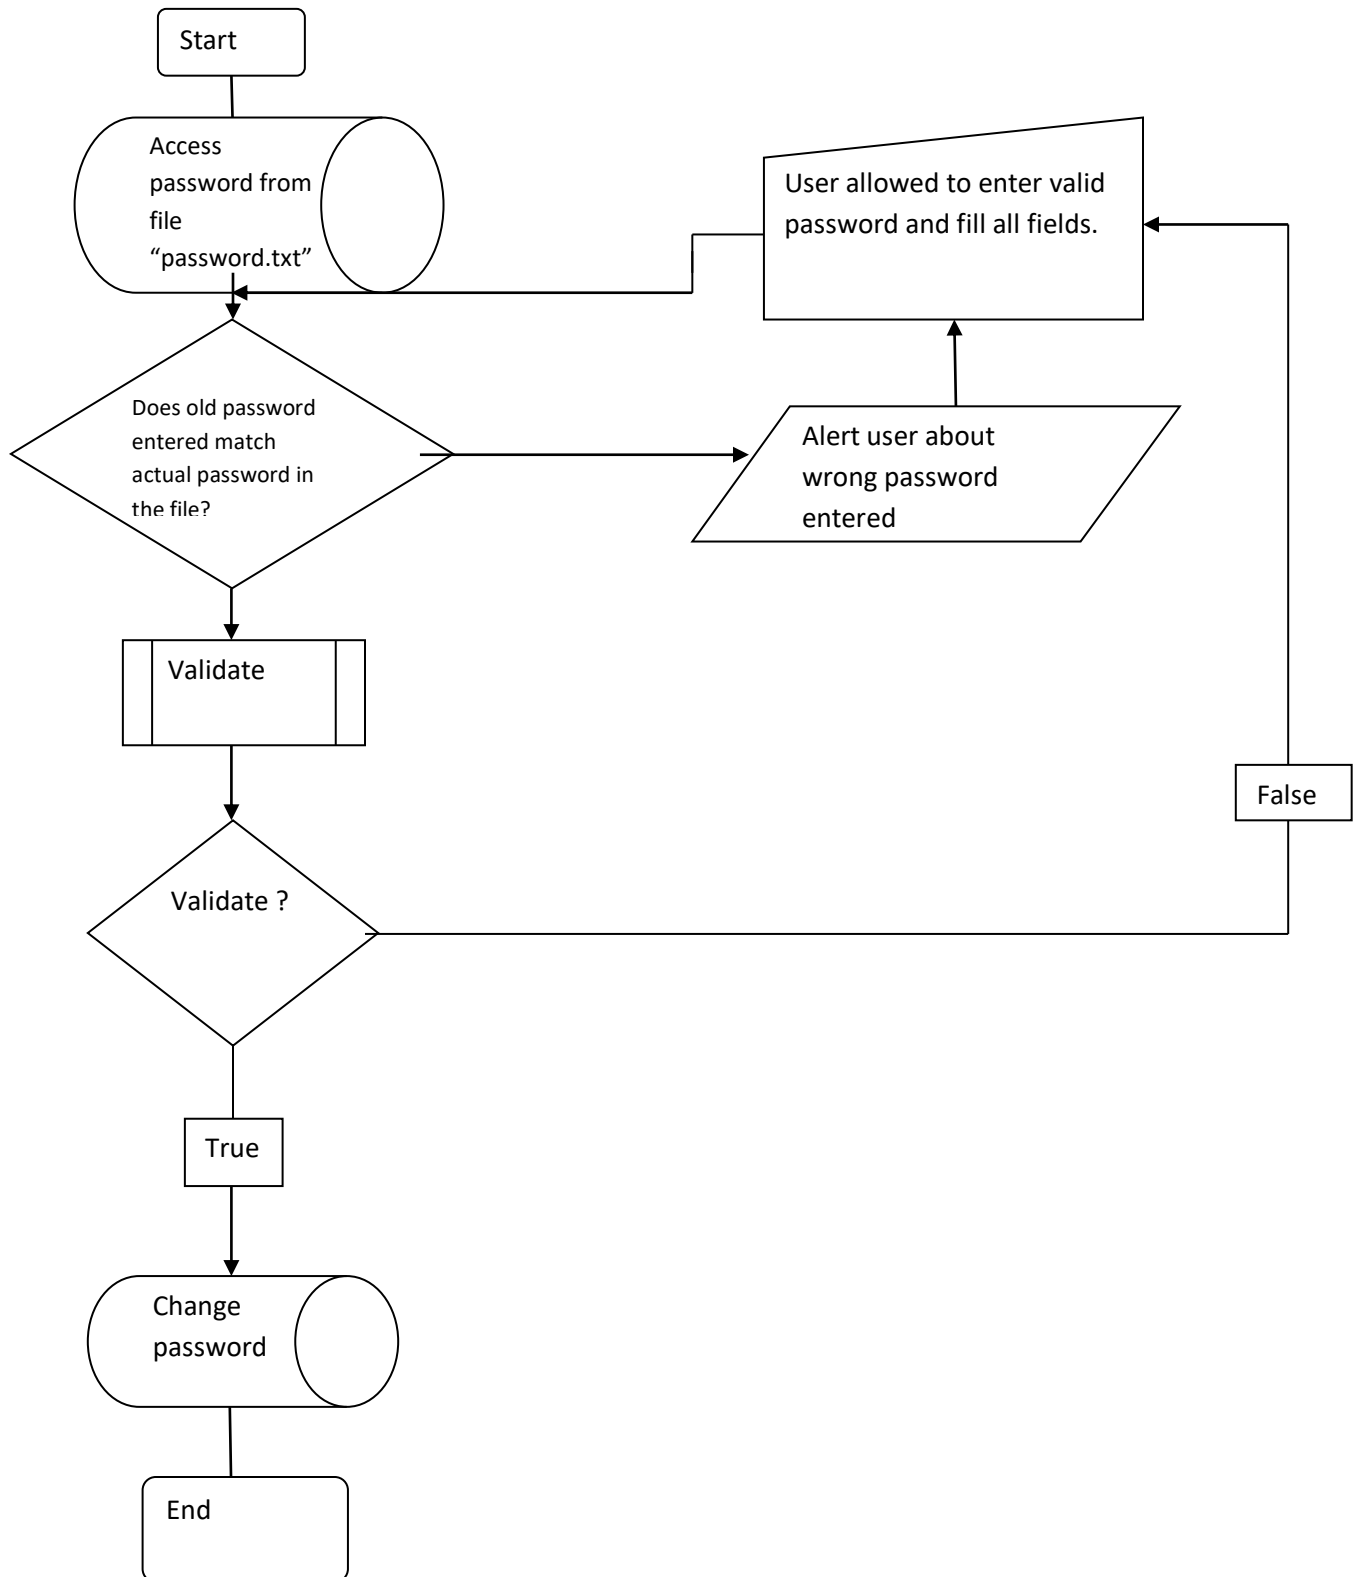 Start
Access
password from
file
“password.txt”
User allowed to enter valid
password and fill all fields.
Does old password
entered match
actual password in
the file?
Alert user about
wrong password
entered
Validate
False
Validate ?
True
Change
password
End